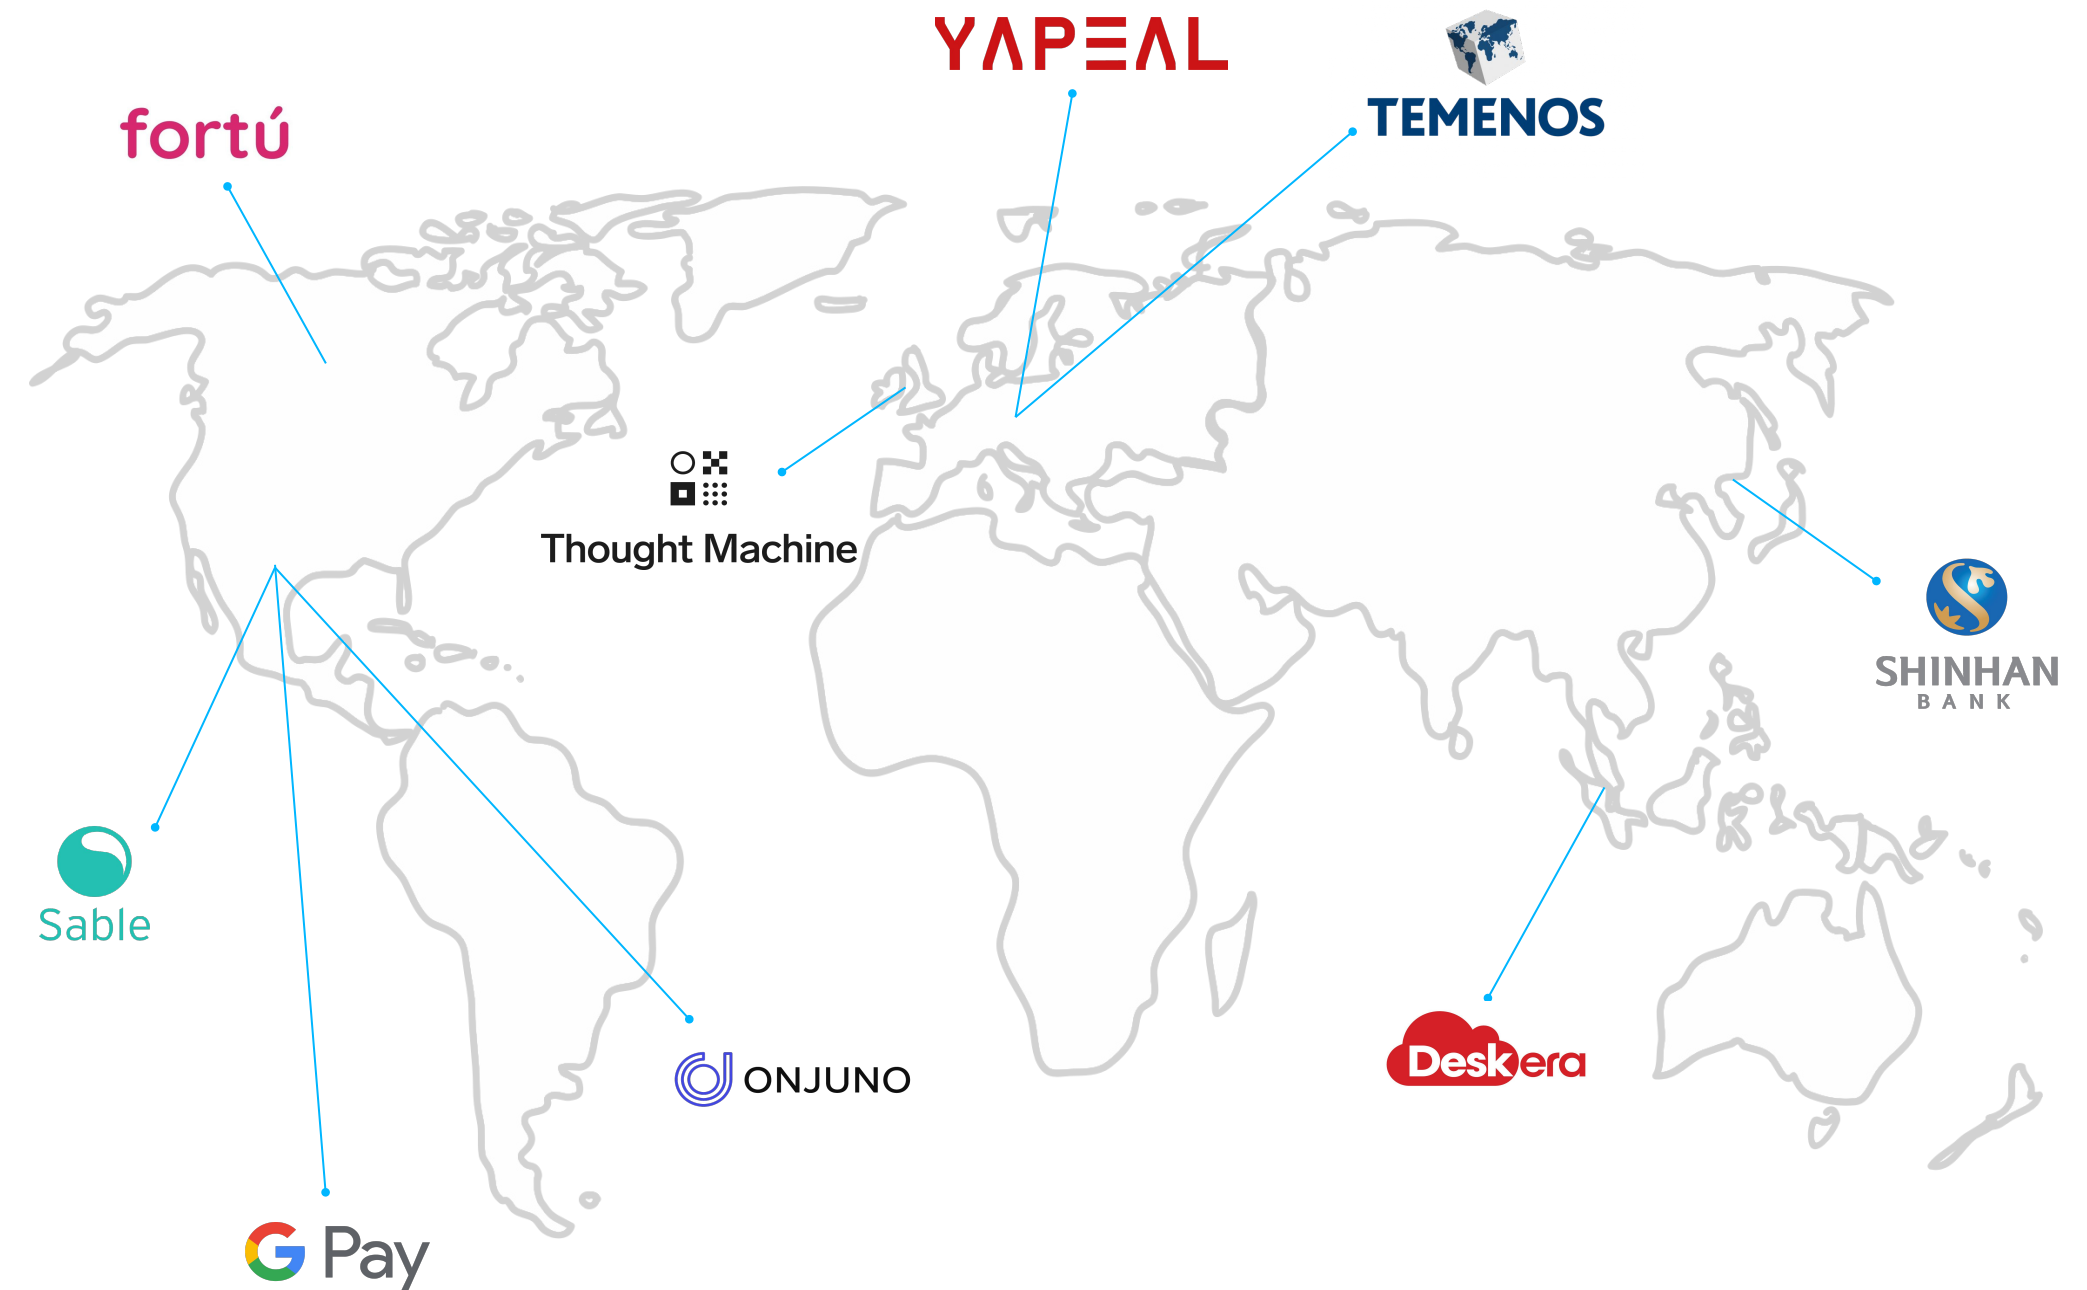 YAPEAL
TEMENOS
fortú
Thought Machine
SHINHAN
BANK
Sable
ONJUNO
Deskera
G Pay